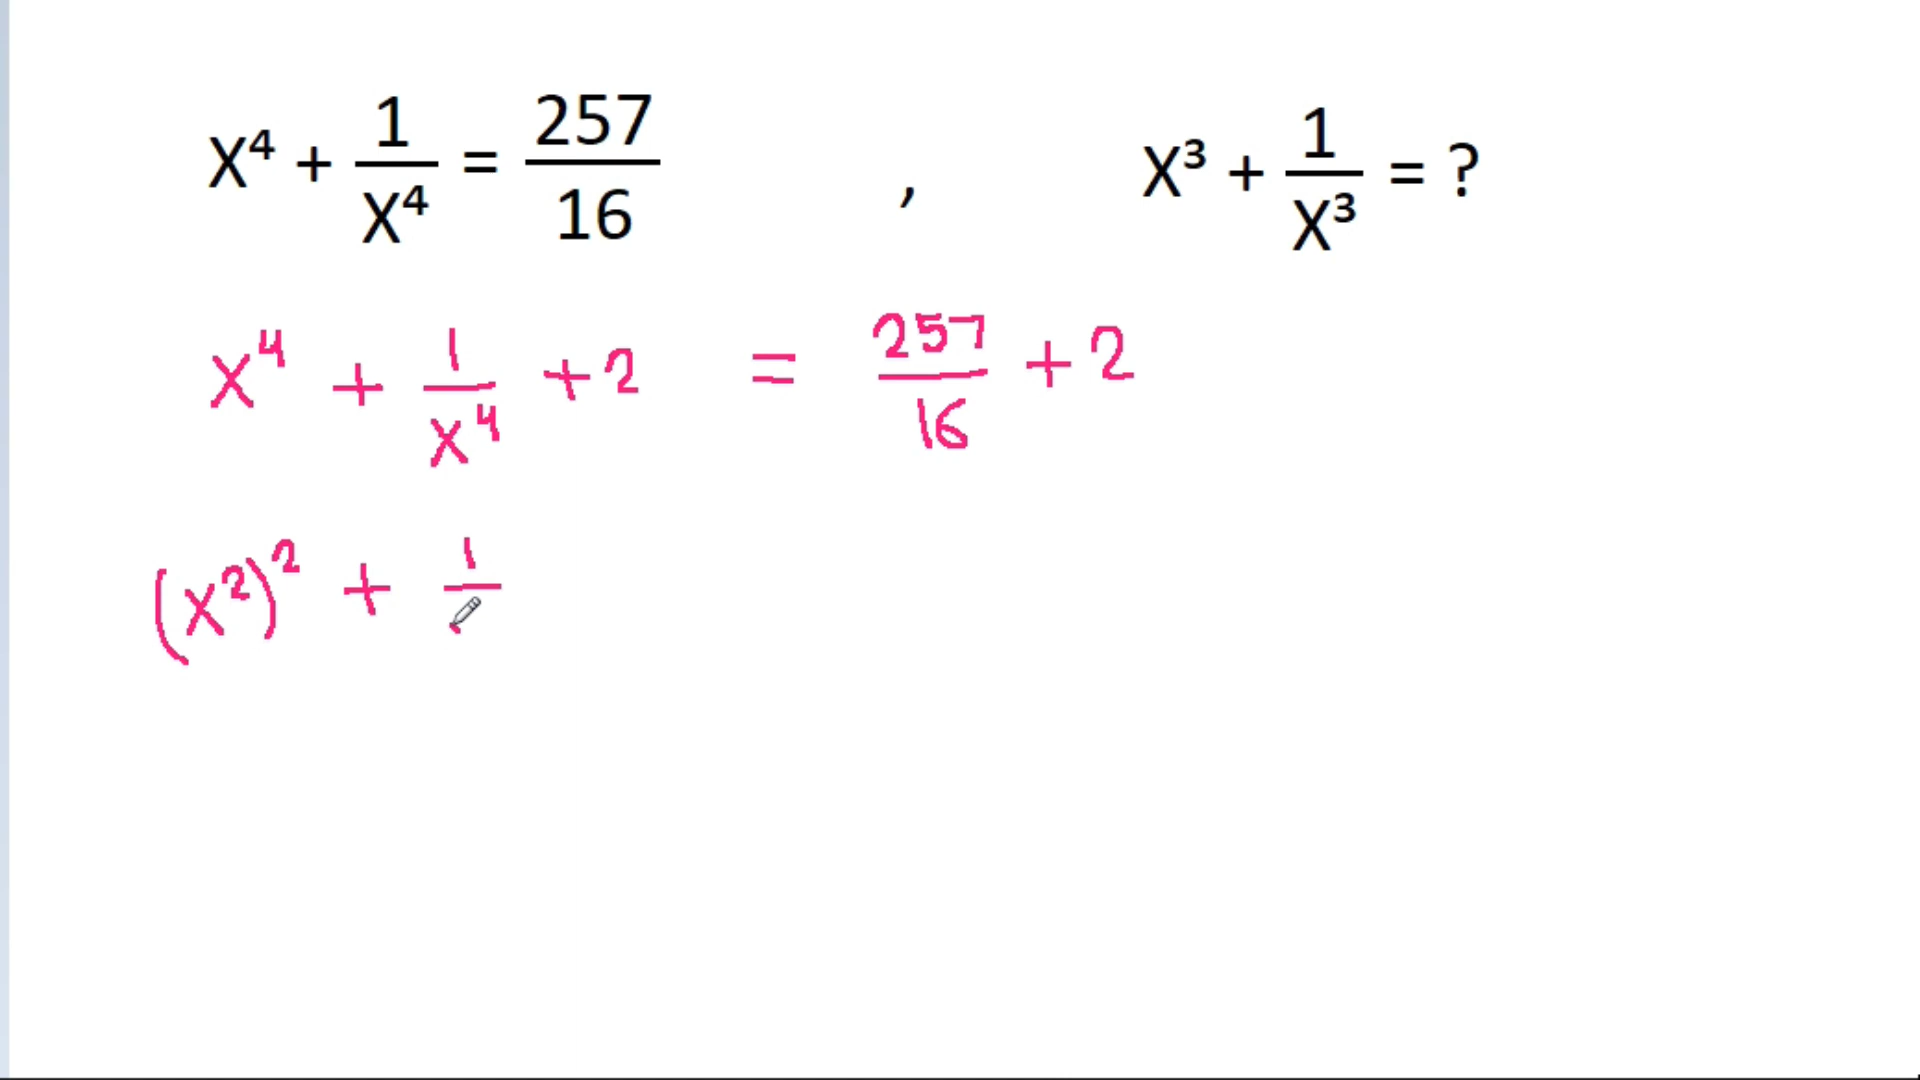 X⁴ + 1/X⁴ = 257/16 , X³ + 1/X³ = ?
x⁴ + 1/x⁴ + 2 = 257/16 + 2
(x²)² + 1/